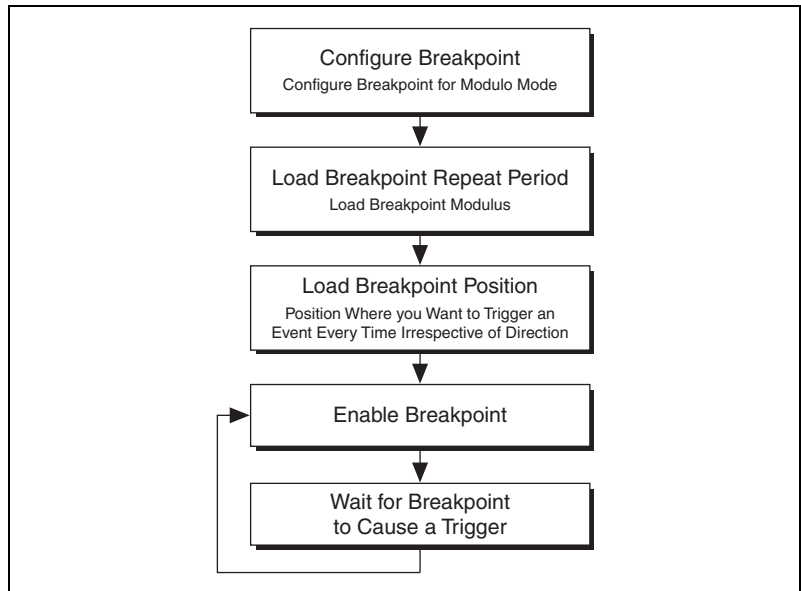 Configure Breakpoint
Configure Breakpoint for Modulo Mode
Load Breakpoint Repeat Period
Load Breakpoint Modulus
Load Breakpoint Position
Position Where you Want to Trigger an
Event Every Time Irrespective of Direction
Enable Breakpoint
Wait for Breakpoint
to Cause a Trigger